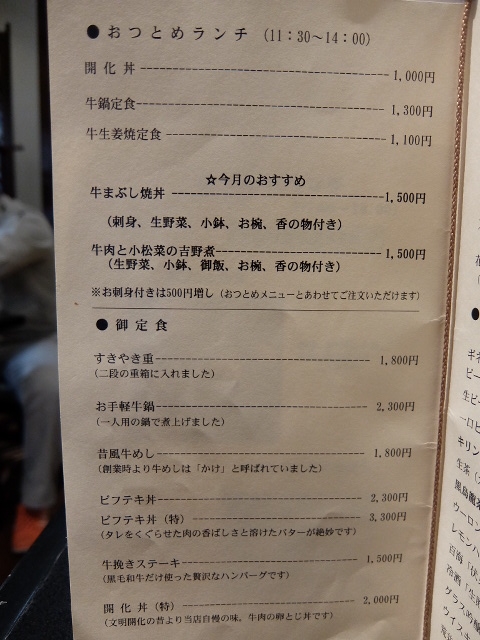 ● おつとめランチ (11：30～14：00)
開化丼 1,000円
牛鍋定食 1,300円
牛生姜焼定食 1,100円
☆今月のおすすめ
牛まぶし焼丼 1,500円
（刺身、生野菜、小鉢、お椀、香の物付き）
牛肉と小松菜の吉野煮 1,500円
（生野菜、小鉢、御飯、お椀、香の物付き）
※お刺身付きは500円増し（おつとめメニューとあわせてご注文いただけます）
● 御定食
すきやき重 1,800円
（二段の重箱に入れました）
お手軽牛鍋 2,300円
（一人用の鍋で煮上げました）
昔風牛めし 1,800円
（創業時より牛めしは「かけ」と呼ばれていました）
ビフテキ丼 2,300円
ビフテキ丼（特） 3,300円
（タレをくぐらせた肉の香ばしさと溶けたバターが絶妙です）
牛挽きステーキ 1,500円
（黒毛和牛だけ使った贅沢なハンバーグです）
開化丼（特） 2,000円
（文明開化の昔より当店自慢の味。牛肉の卵とじ丼です）